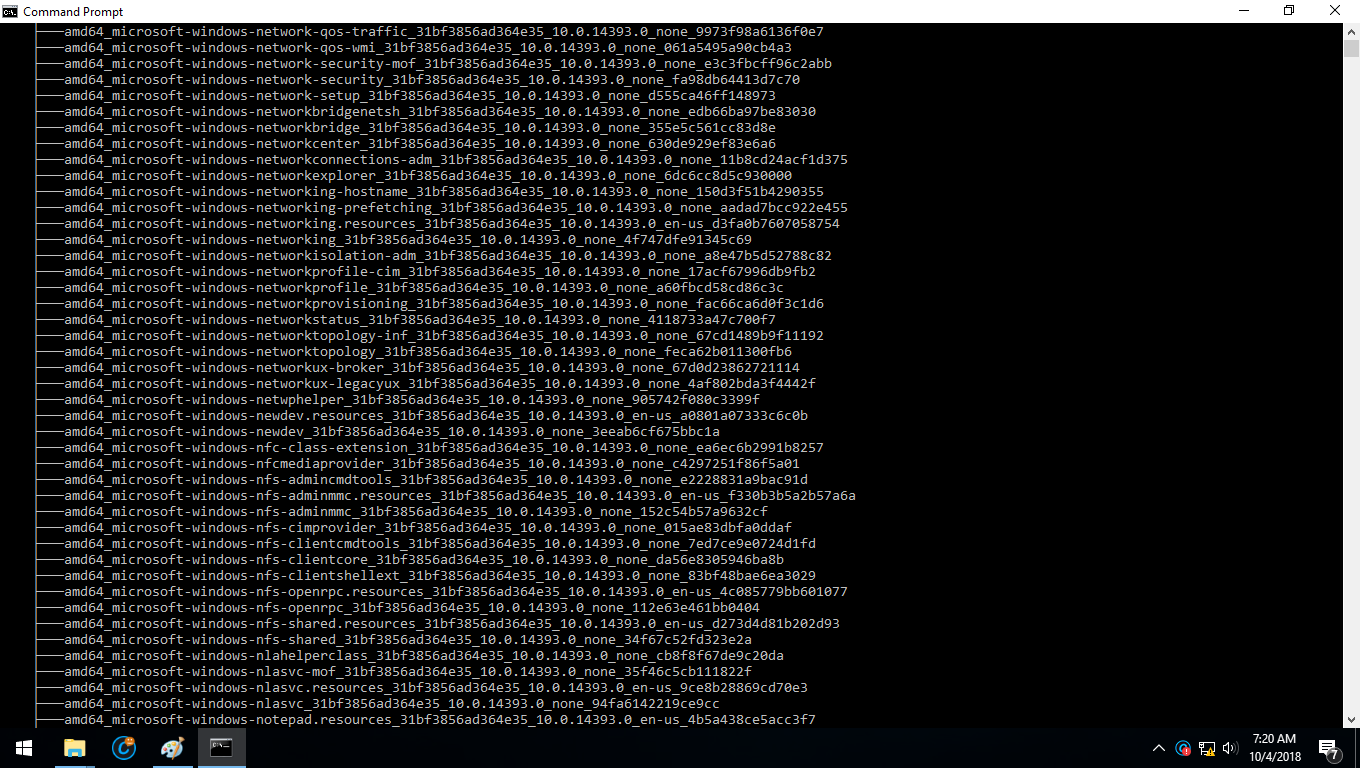 Command Prompt
├───amd64_microsoft-windows-network-qos-traffic_31bf3856ad364e35_10.0.14393.0_none_9973f98a6136f0e7
├───amd64_microsoft-windows-network-qos-wmi_31bf3856ad364e35_10.0.14393.0_none_061a5495a90cb4a3
├───amd64_microsoft-windows-network-security-mof_31bf3856ad364e35_10.0.14393.0_none_e3c3fbcff96c2abb
├───amd64_microsoft-windows-network-security_31bf3856ad364e35_10.0.14393.0_none_fa98db64413d7c70
├───amd64_microsoft-windows-network-setup_31bf3856ad364e35_10.0.14393.0_none_d555ca46ff148973
├───amd64_microsoft-windows-networkbridgenetsh_31bf3856ad364e35_10.0.14393.0_none_edb66ba97be83030
├───amd64_microsoft-windows-networkbridge_31bf3856ad364e35_10.0.14393.0_none_355e5c561cc83d8e
├───amd64_microsoft-windows-networkcenter_31bf3856ad364e35_10.0.14393.0_none_630de929ef83e6a6
├───amd64_microsoft-windows-networkconnections-adm_31bf3856ad364e35_10.0.14393.0_none_11b8cd24acf1d375
├───amd64_microsoft-windows-networkexplorer_31bf3856ad364e35_10.0.14393.0_none_6dc6cc8d5c930000
├───amd64_microsoft-windows-networking-hostname_31bf3856ad364e35_10.0.14393.0_none_150d3f51b4290355
├───amd64_microsoft-windows-networking-prefetching_31bf3856ad364e35_10.0.14393.0_none_aadad7bcc922e455
├───amd64_microsoft-windows-networking.resources_31bf3856ad364e35_10.0.14393.0_en-us_d3fa0b7607058754
├───amd64_microsoft-windows-networking_31bf3856ad364e35_10.0.14393.0_none_4f747dfe91345c69
├───amd64_microsoft-windows-networkisolation-adm_31bf3856ad364e35_10.0.14393.0_none_a8e47b5d52788c82
├───amd64_microsoft-windows-networkprofile-cim_31bf3856ad364e35_10.0.14393.0_none_17acf67996db9fb2
├───amd64_microsoft-windows-networkprofile_31bf3856ad364e35_10.0.14393.0_none_a60fbcd58cd86c3c
├───amd64_microsoft-windows-networkprovisioning_31bf3856ad364e35_10.0.14393.0_none_fac66ca6d0f3c1d6
├───amd64_microsoft-windows-networkstatus_31bf3856ad364e35_10.0.14393.0_none_4118733a47c700f7
├───amd64_microsoft-windows-networktopology-inf_31bf3856ad364e35_10.0.14393.0_none_67cd1489b9f11192
├───amd64_microsoft-windows-networktopology_31bf3856ad364e35_10.0.14393.0_none_feca62b011300fb6
├───amd64_microsoft-windows-networkux-broker_31bf3856ad364e35_10.0.14393.0_none_67d0d23862721114
├───amd64_microsoft-windows-networkux-legacyux_31bf3856ad364e35_10.0.14393.0_none_4af802bda3f4442f
├───amd64_microsoft-windows-netwphelper_31bf3856ad364e35_10.0.14393.0_none_905742f080c3399f
├───amd64_microsoft-windows-newdev.resources_31bf3856ad364e35_10.0.14393.0_en-us_a0801a07333c6c0b
├───amd64_microsoft-windows-newdev_31bf3856ad364e35_10.0.14393.0_none_3eeab6cf675bbc1a
├───amd64_microsoft-windows-nfc-class-extension_31bf3856ad364e35_10.0.14393.0_none_ea6ec6b2991b8257
├───amd64_microsoft-windows-nfcmediaprovider_31bf3856ad364e35_10.0.14393.0_none_c4297251f86f5a01
├───amd64_microsoft-windows-nfs-admincmdtools_31bf3856ad364e35_10.0.14393.0_none_e2228831a9bac91d
├───amd64_microsoft-windows-nfs-adminmmc.resources_31bf3856ad364e35_10.0.14393.0_en-us_f330b3b5a2b57a6a
├───amd64_microsoft-windows-nfs-adminmmc_31bf3856ad364e35_10.0.14393.0_none_152c54b57a9632cf
├───amd64_microsoft-windows-nfs-cimprovider_31bf3856ad364e35_10.0.14393.0_none_015ae83dbfa0ddaf
├───amd64_microsoft-windows-nfs-clientcmdtools_31bf3856ad364e35_10.0.14393.0_none_7ed7ce9e0724d1fd
├───amd64_microsoft-windows-nfs-clientcore_31bf3856ad364e35_10.0.14393.0_none_da56e8305946ba8b
├───amd64_microsoft-windows-nfs-clientshellext_31bf3856ad364e35_10.0.14393.0_none_83bf48bae6ea3029
├───amd64_microsoft-windows-nfs-openrpc.resources_31bf3856ad364e35_10.0.14393.0_en-us_4c085779bb601077
├───amd64_microsoft-windows-nfs-openrpc_31bf3856ad364e35_10.0.14393.0_none_112e63e461bb0404
├───amd64_microsoft-windows-nfs-shared.resources_31bf3856ad364e35_10.0.14393.0_en-us_d273d4d81b202d93
├───amd64_microsoft-windows-nfs-shared_31bf3856ad364e35_10.0.14393.0_none_34f67c52fd323e2a
├───amd64_microsoft-windows-nlahelperclass_31bf3856ad364e35_10.0.14393.0_none_cb8f8f67de9c20da
├───amd64_microsoft-windows-nlasvc-mof_31bf3856ad364e35_10.0.14393.0_none_35f46c5cb111822f
├───amd64_microsoft-windows-nlasvc.resources_31bf3856ad364e35_10.0.14393.0_en-us_9ce8b28869cd70e3
├───amd64_microsoft-windows-nlasvc_31bf3856ad364e35_10.0.14393.0_none_94fa6142219ce9cc
├───amd64_microsoft-windows-notepad.resources_31bf3856ad364e35_10.0.14393.0_en-us_4b5a438ce5acc3f7
7:20 AM
10/4/2018
7